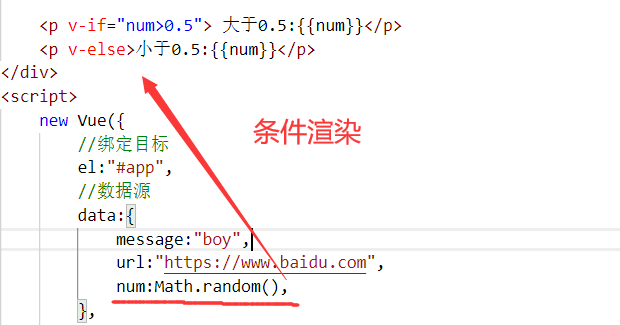 <p v-if="num>0.5"> 大于0.5:{{num}}</p>
<p v-else>小于0.5:{{num}}</p>
</div>
<script>
new Vue({
条件渲染
//绑定目标
el:"#app",
//数据源
data:{
message:"boy",
url:"https://www.baidu.com",
num:Math.random(),
},